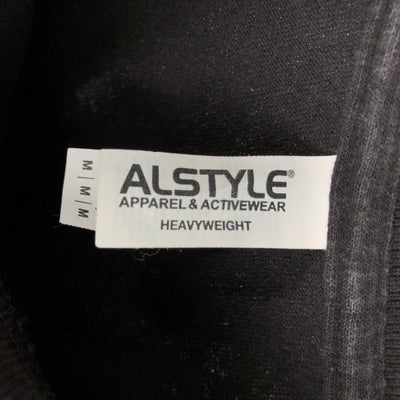 ALSTYLE®
APPAREL & ACTIVEWEAR
HEAVYWEIGHT
M | M | M